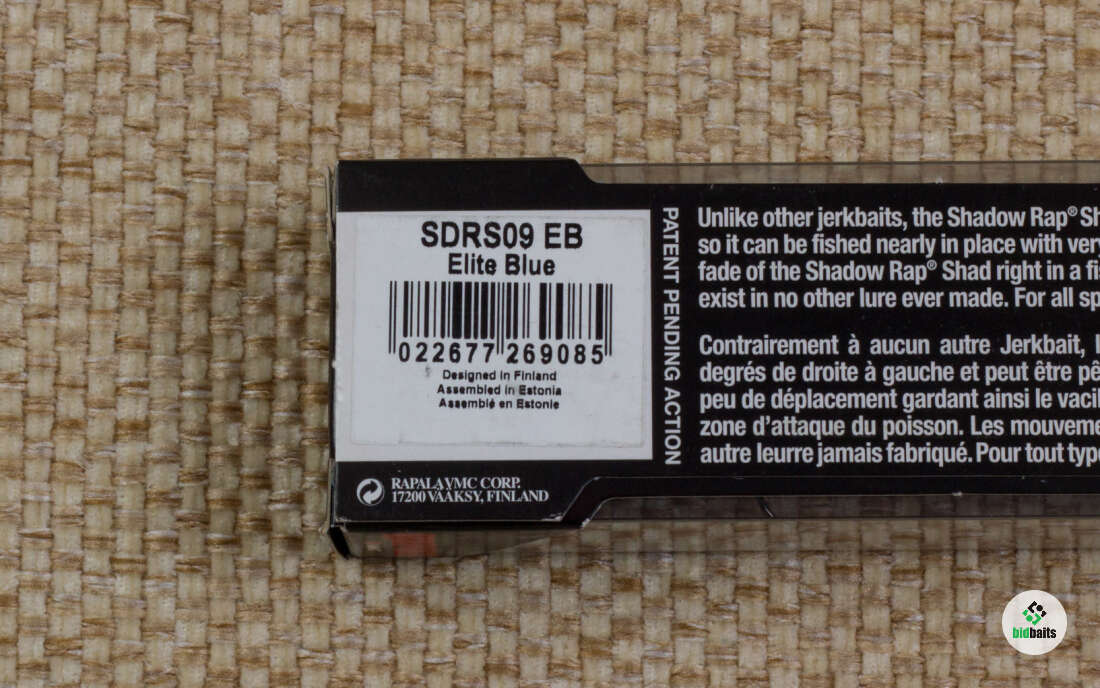 SDRS09 EB
Elite Blue
022677 269085
Designed in Finland
Assembled in Estonia
Assemblé en Estonie
RAPALA VMC CORP.
17200 VÄÄKSY, FINLAND
PATENT PENDING ACTION
Unlike other jerkbaits, the Shadow Rap® Sh
so it can be fished nearly in place with very
fade of the Shadow Rap® Shad right in a fi
exist in no other lure ever made. For all sp
Contrairement à aucun autre Jerkbait, l
degrés de droite à gauche et peut être pê
peu de déplacement gardant ainsi le vacil
zone d'attaque du poisson. Les mouveme
autre leurre jamais fabriqué. Pour tout type
bidbaits